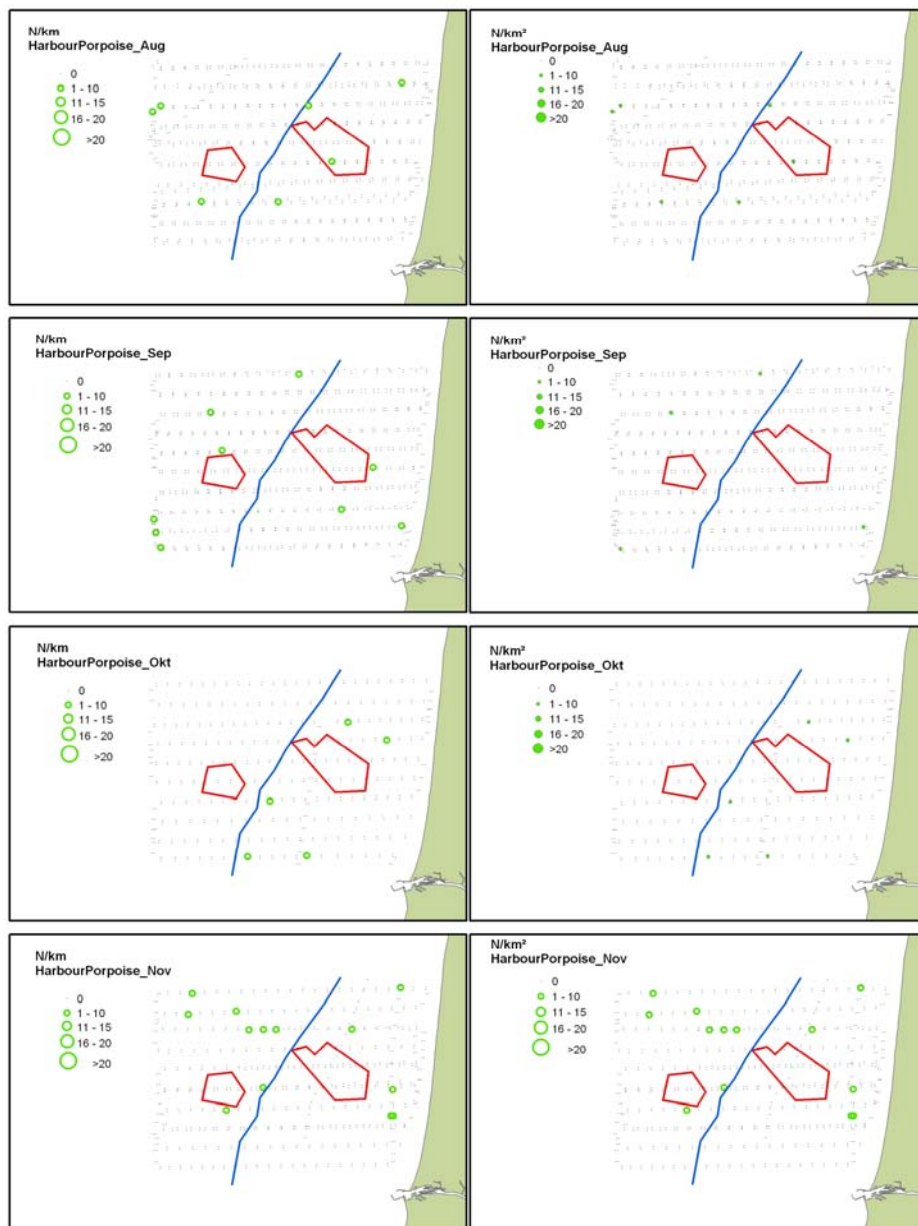 N/km
HarbourPorpoise_Aug
0
1 - 10
11 - 15
16 - 20
>20
N/km²
HarbourPorpoise_Aug
0
1 - 10
11 - 15
16 - 20
>20
N/km
HarbourPorpoise_Sep
0
1 - 10
11 - 15
16 - 20
>20
N/km²
HarbourPorpoise_Sep
0
1 - 10
11 - 15
16 - 20
>20
N/km
HarbourPorpoise_Okt
0
1 - 10
11 - 15
16 - 20
>20
N/km²
HarbourPorpoise_Okt
0
1 - 10
11 - 15
16 - 20
>20
N/km
HarbourPorpoise_Nov
0
1 - 10
11 - 15
16 - 20
>20
N/km²
HarbourPorpoise_Nov
0
1 - 10
11 - 15
16 - 20
>20